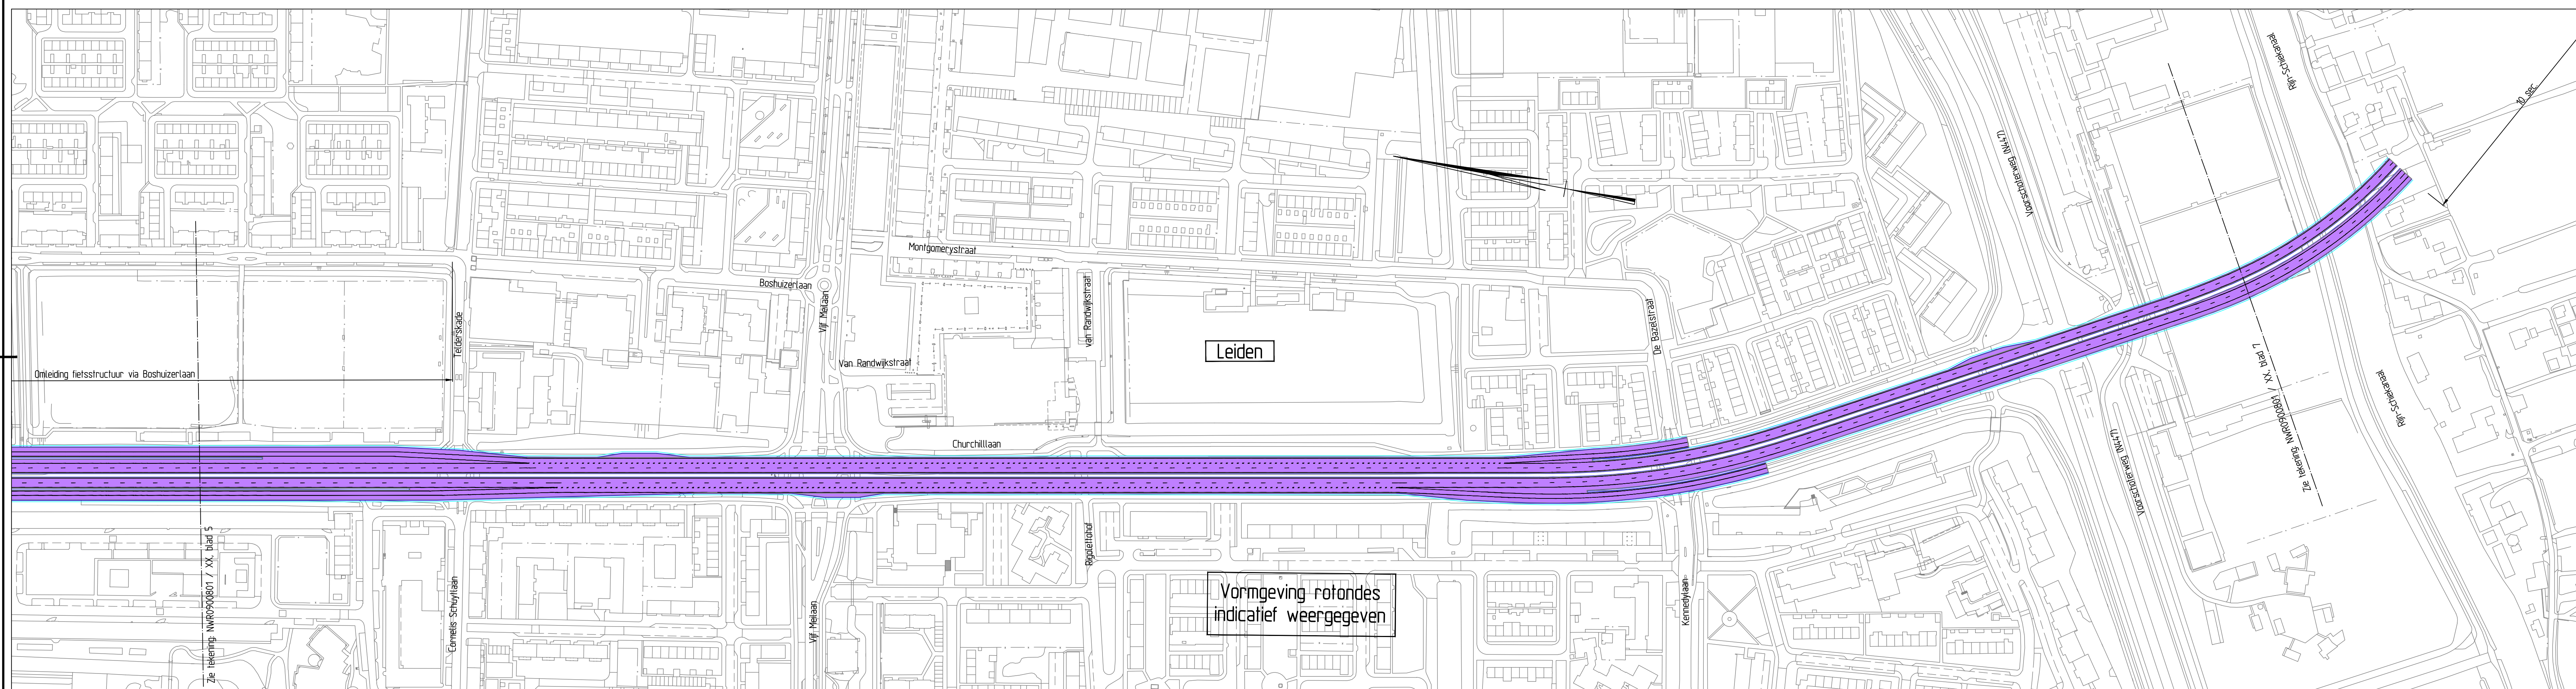 Rijn-Schiekanaal
10 sec.
Voorschoterweg (N447)
Montgomerystraat
Boshuizerlaan
Vijf Meilaan
van Randwijkstraat
Telderskade
De Bazelstraat
Leiden
Van Randwijkstraat
Omleiding fietsstructuur via Boshuizerlaan
Zie tekening NWR0900801 / XX, blad 7
Rijn-Schiekanaal
Churchilllaan
Voorschoterweg (N447)
Zie tekening: NWR0900801 / XX, blad 5
Cornelis Schuytlaan
Vijf Meilaan
Ragpiethof
Vormgeving rotondes
indicatief weergegeven
Kennedylaan